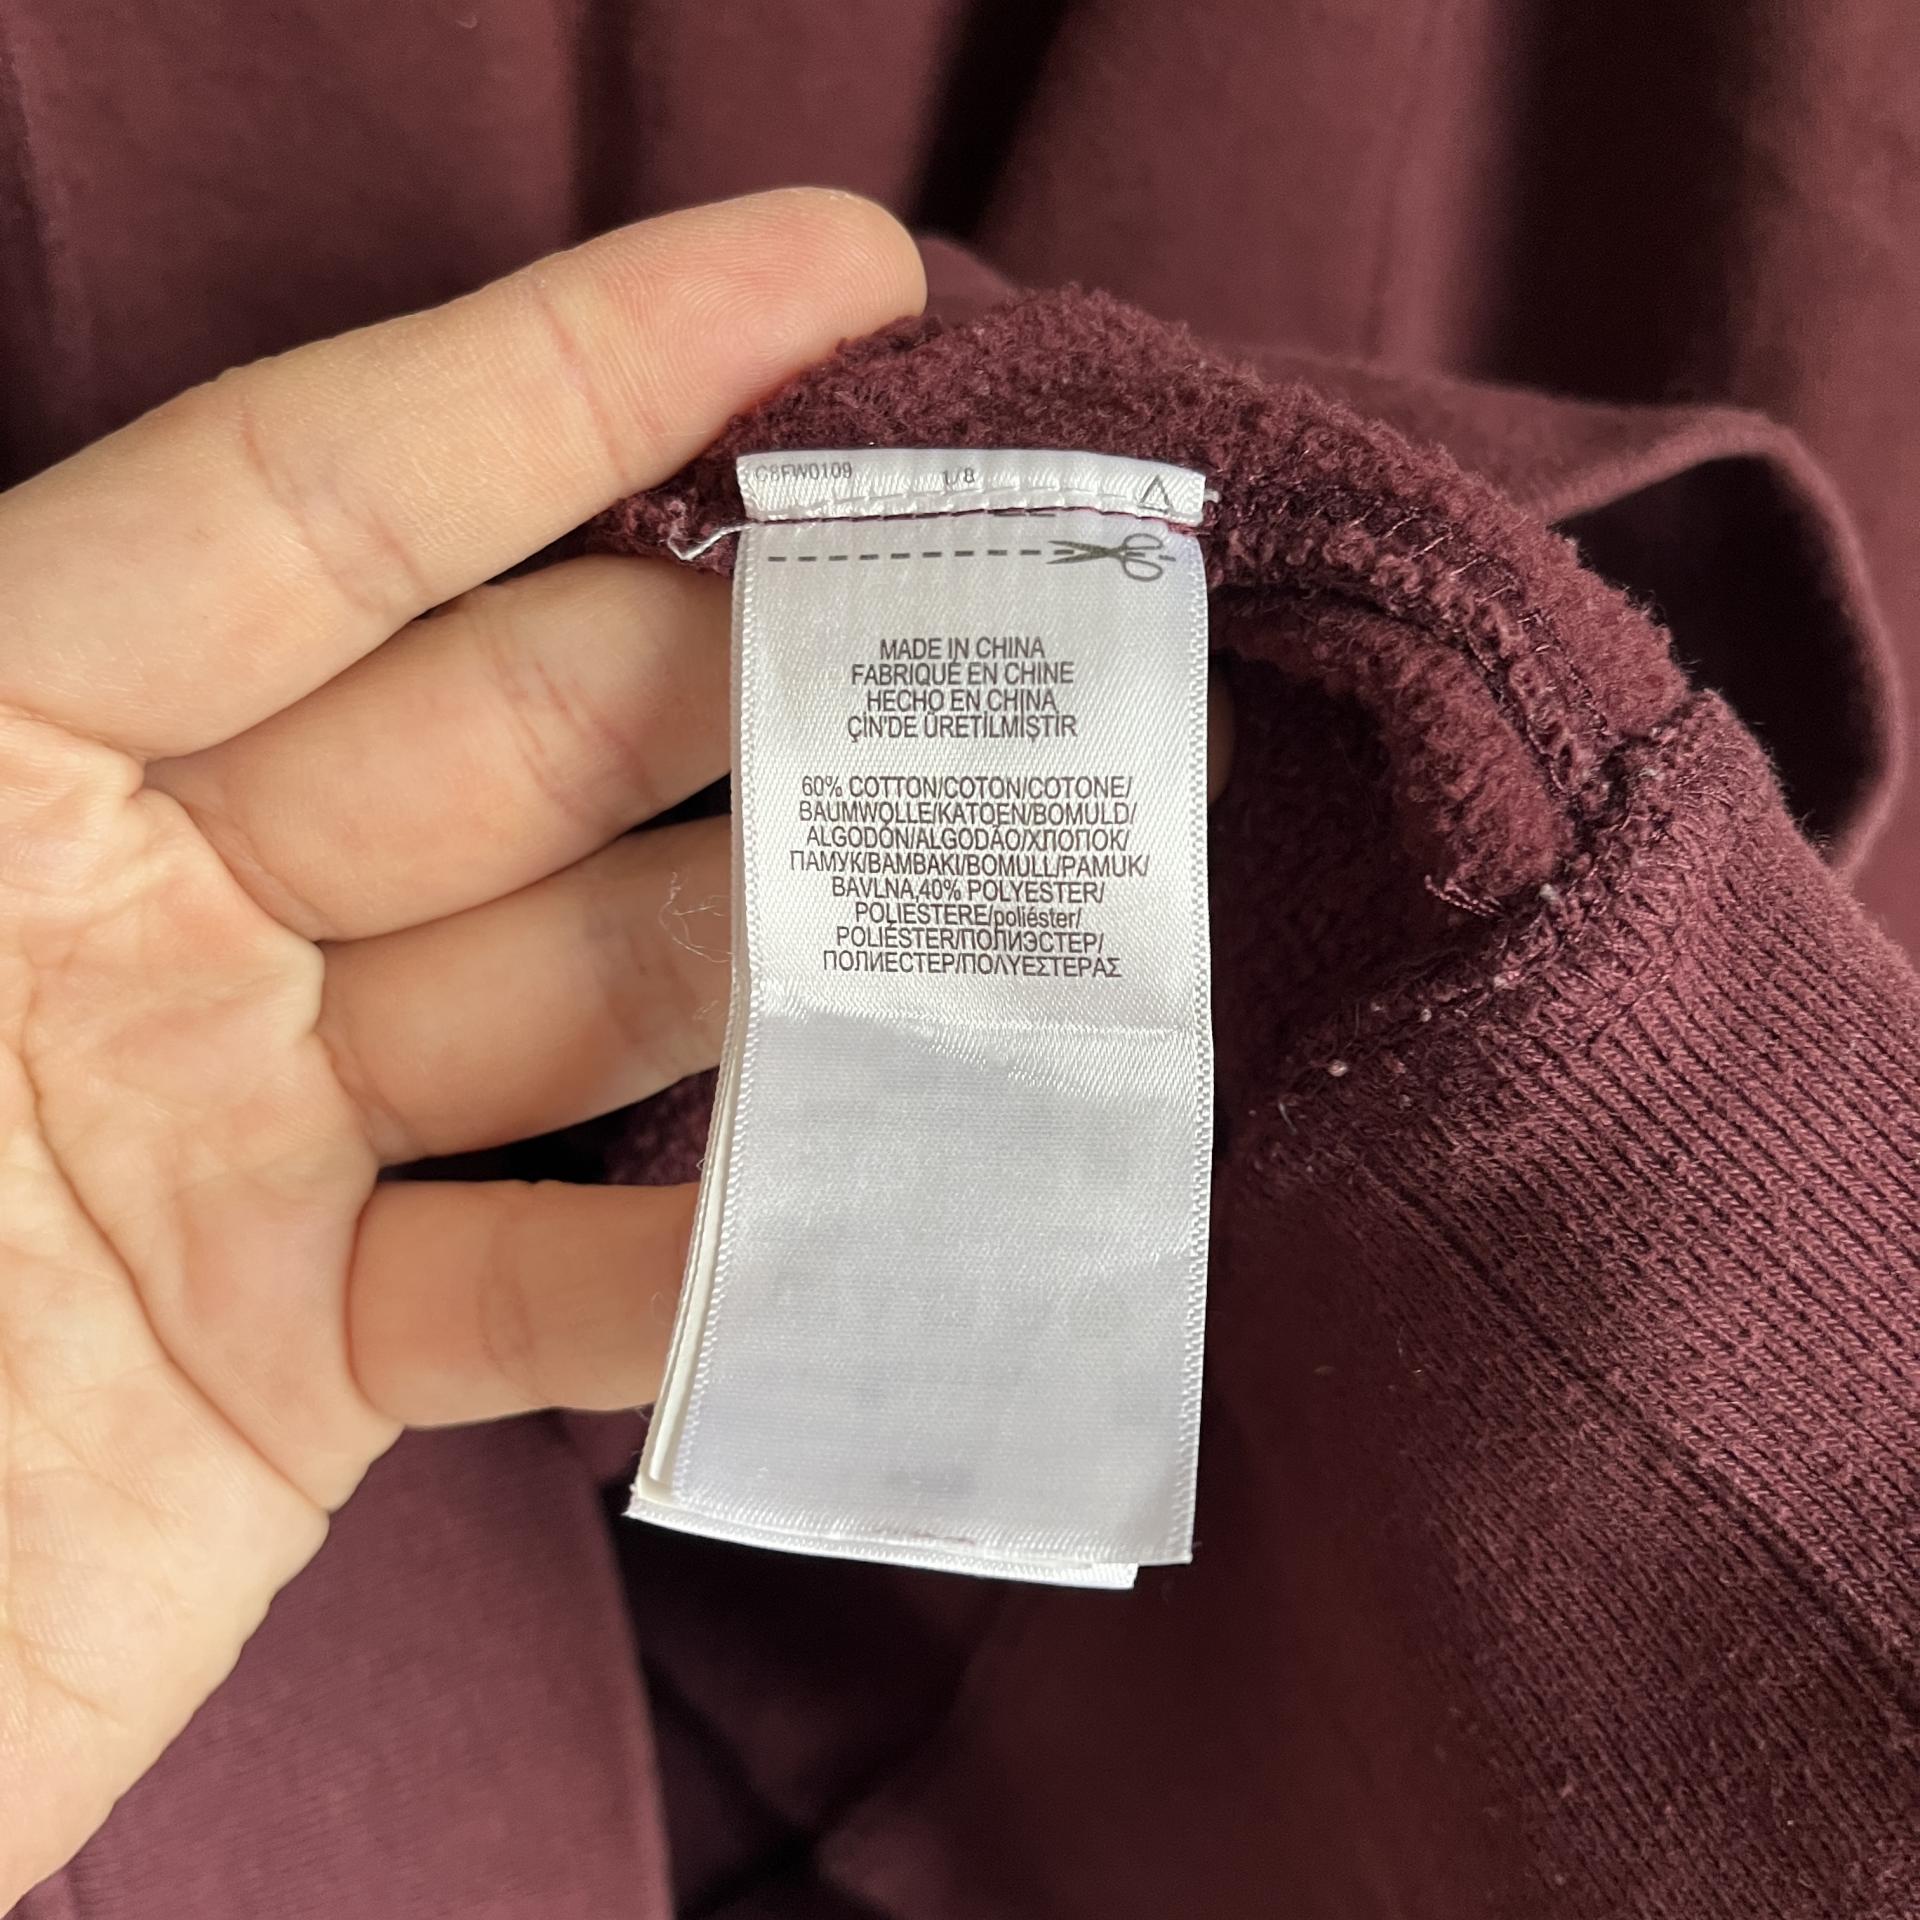 C8FW0109 1/8
MADE IN CHINA
FABRIQUÉ EN CHINE
HECHO EN CHINA
ÇİN'DE ÜRETİLMİŞTİR
60% COTTON/COTON/COTONE/
BAUMWOLLE/KATOEN/BOMULD/
ALGODÓN/ALGODÃO/ХЛОПОК/
ПАМУК/BAMBAKI/BOMULL/PAMUK/
BAVLNA,40% POLYESTER/
POLIESTERE/poliéster/
POLIÉSTER/ПОЛИЭСТЕР/
ПОЛИЕСТЕР/ΠΟΛΥΕΣΤΕΡΑΣ